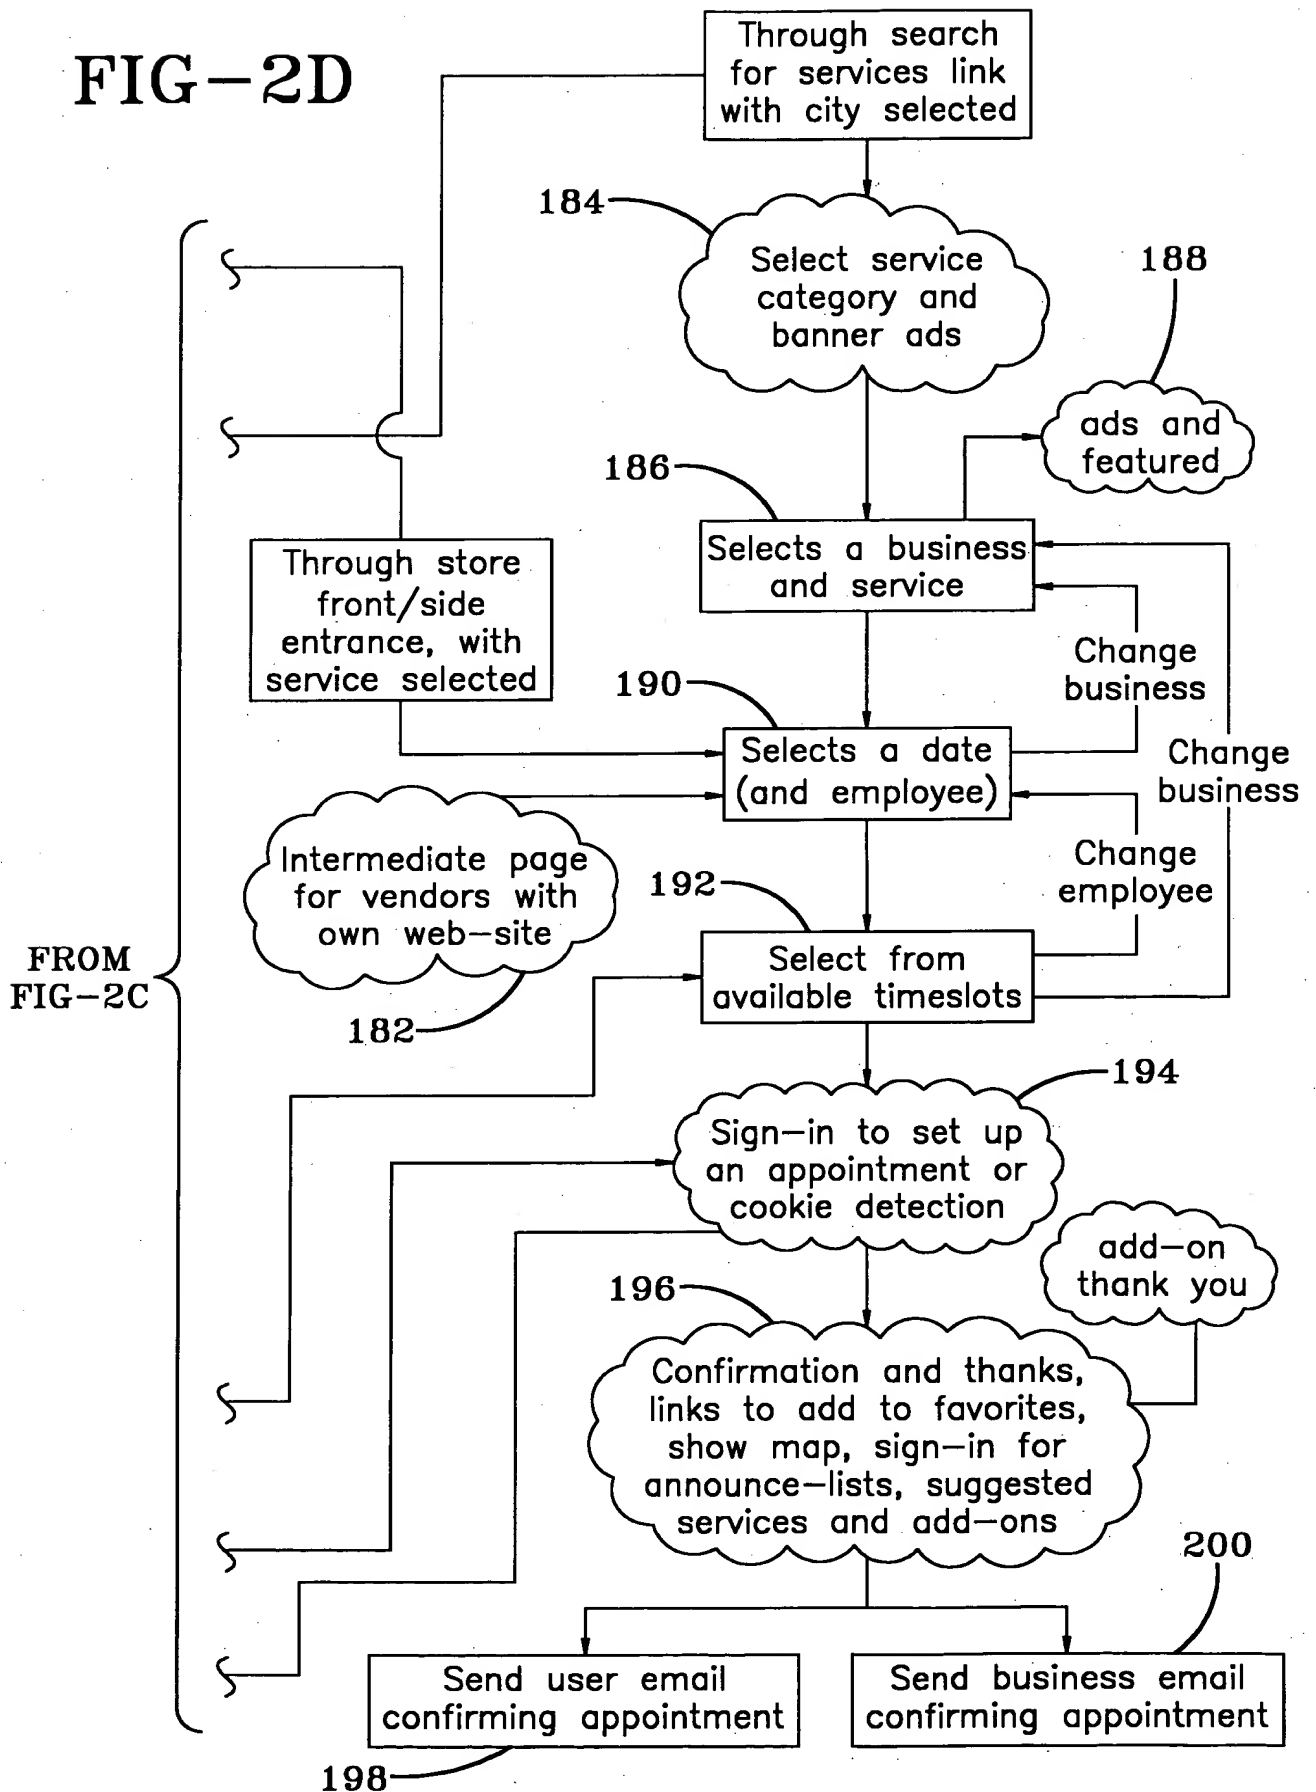 FIG-2D
Through search
for services link
with city selected
184
Select service
category and
banner ads
188
ads and
featured
186
Selects a business
and service
Through store
front/side
entrance, with
service selected
Change
business
190
Selects a date
(and employee)
Change
business
Intermediate page
for vendors with
own web-site
182
Change
employee
192
FROM
FIG-2C
Select from
available timeslots
194
Sign-in to set up
an appointment or
cookie detection
add-on
thank you
196
Confirmation and thanks,
links to add to favorites,
show map, sign-in for
announce-lists, suggested
services and add-ons
200
Send user email
confirming appointment
198
Send business email
confirming appointment